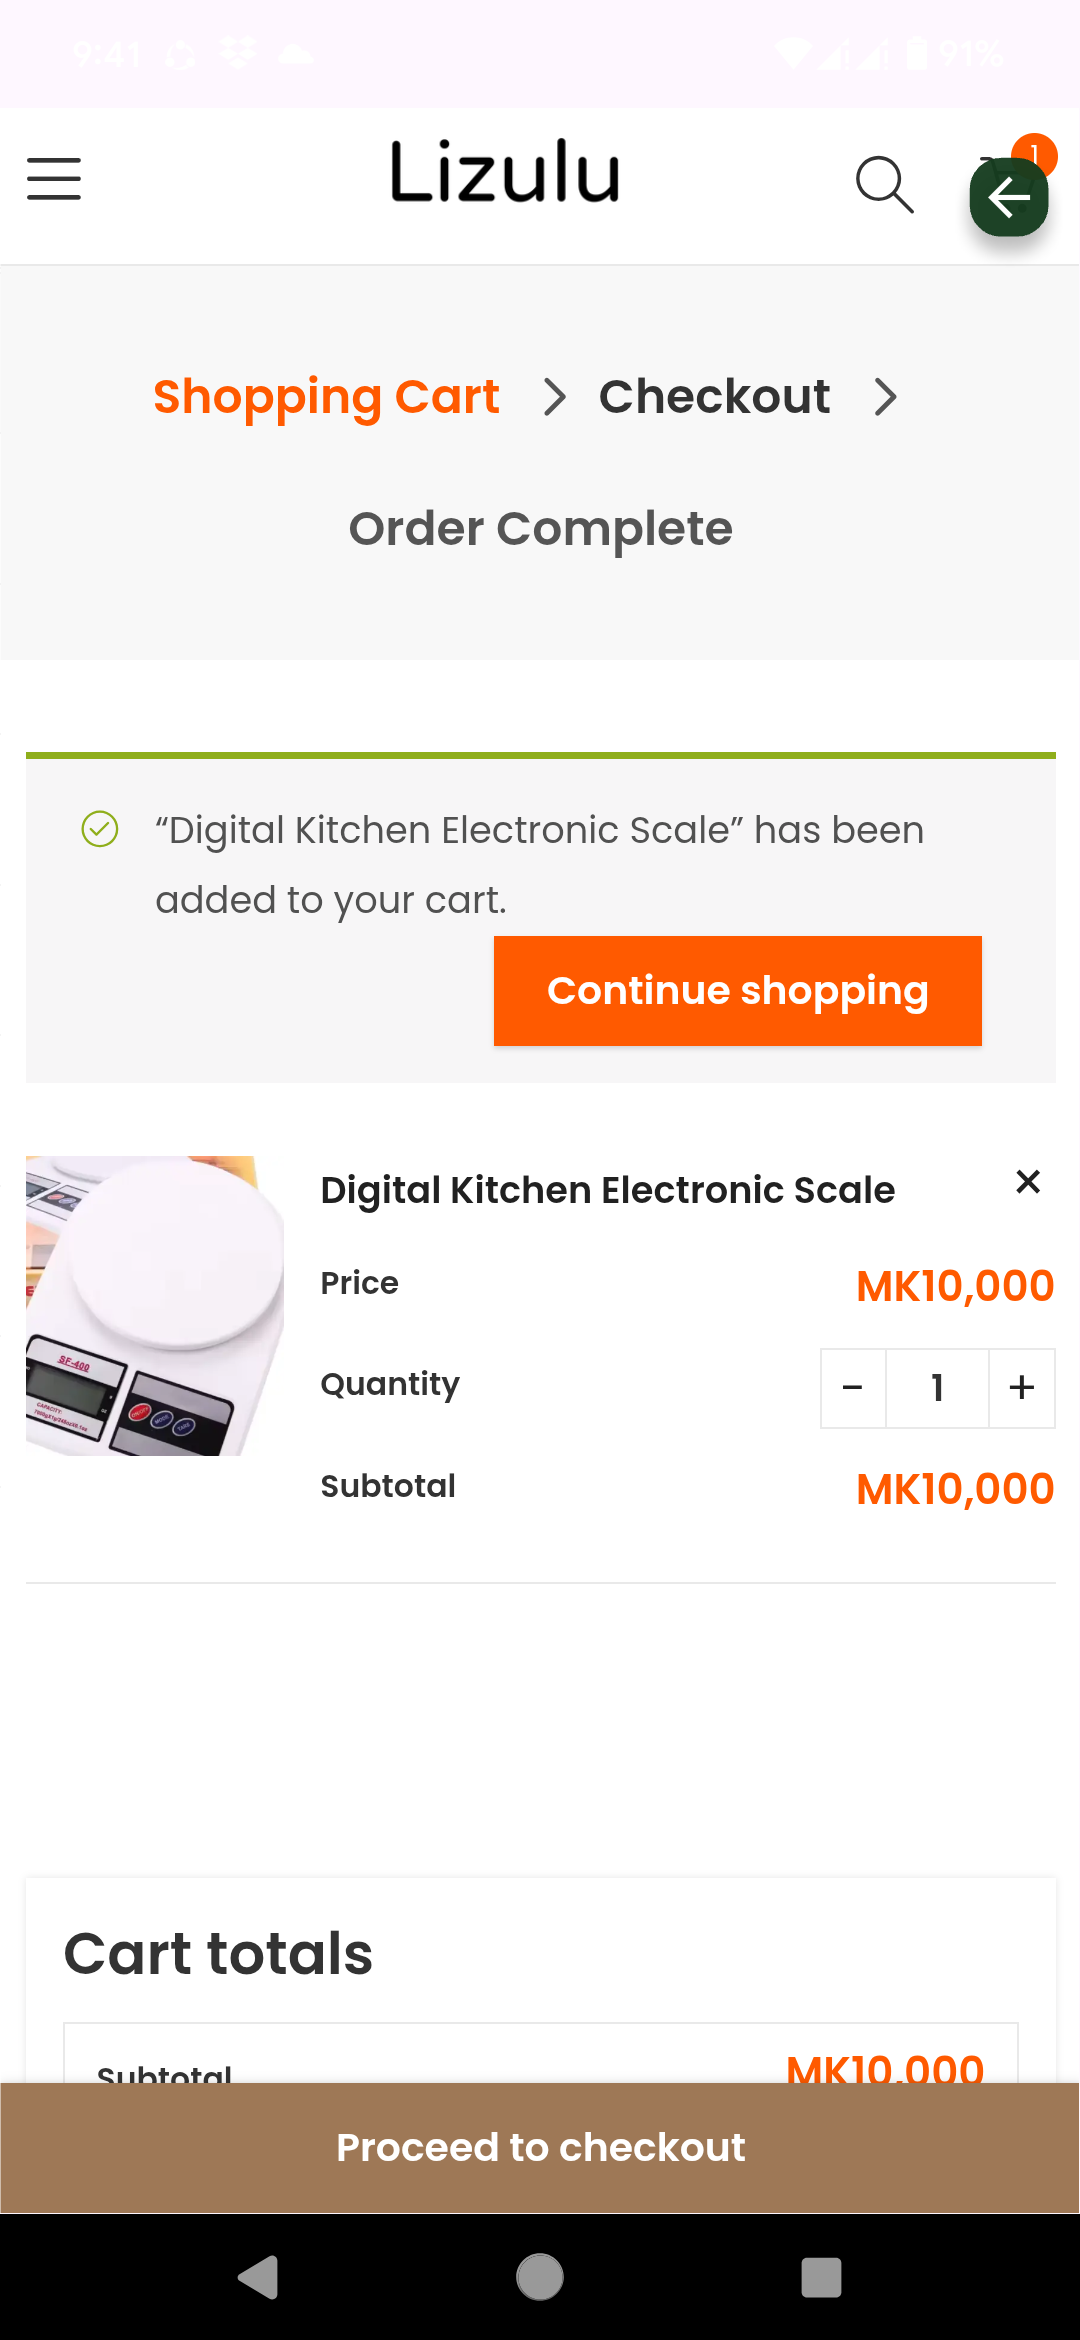 9:41
91%
Lizulu
1
Shopping Cart
Checkout
Order Complete
“Digital Kitchen Electronic Scale” has been
added to your cart.
Continue shopping
SF-400
Digital Kitchen Electronic Scale
Price
MK10,000
Quantity
− 1 +
Subtotal
MK10,000
Cart totals
Subtotal
MK10,000
Proceed to checkout